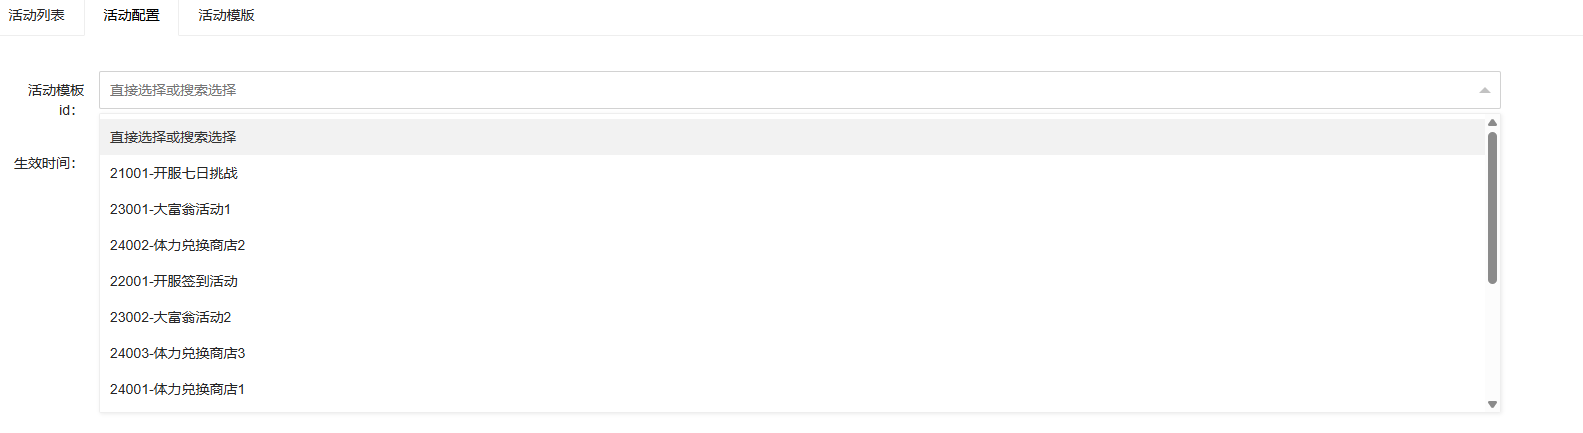 活动列表 活动配置 活动模版
活动模板 直接选择或搜索选择
id：
直接选择或搜索选择
生效时间：
21001-开服七日挑战
23001-大富翁活动1
24002-体力兑换商店2
22001-开服签到活动
23002-大富翁活动2
24003-体力兑换商店3
24001-体力兑换商店1